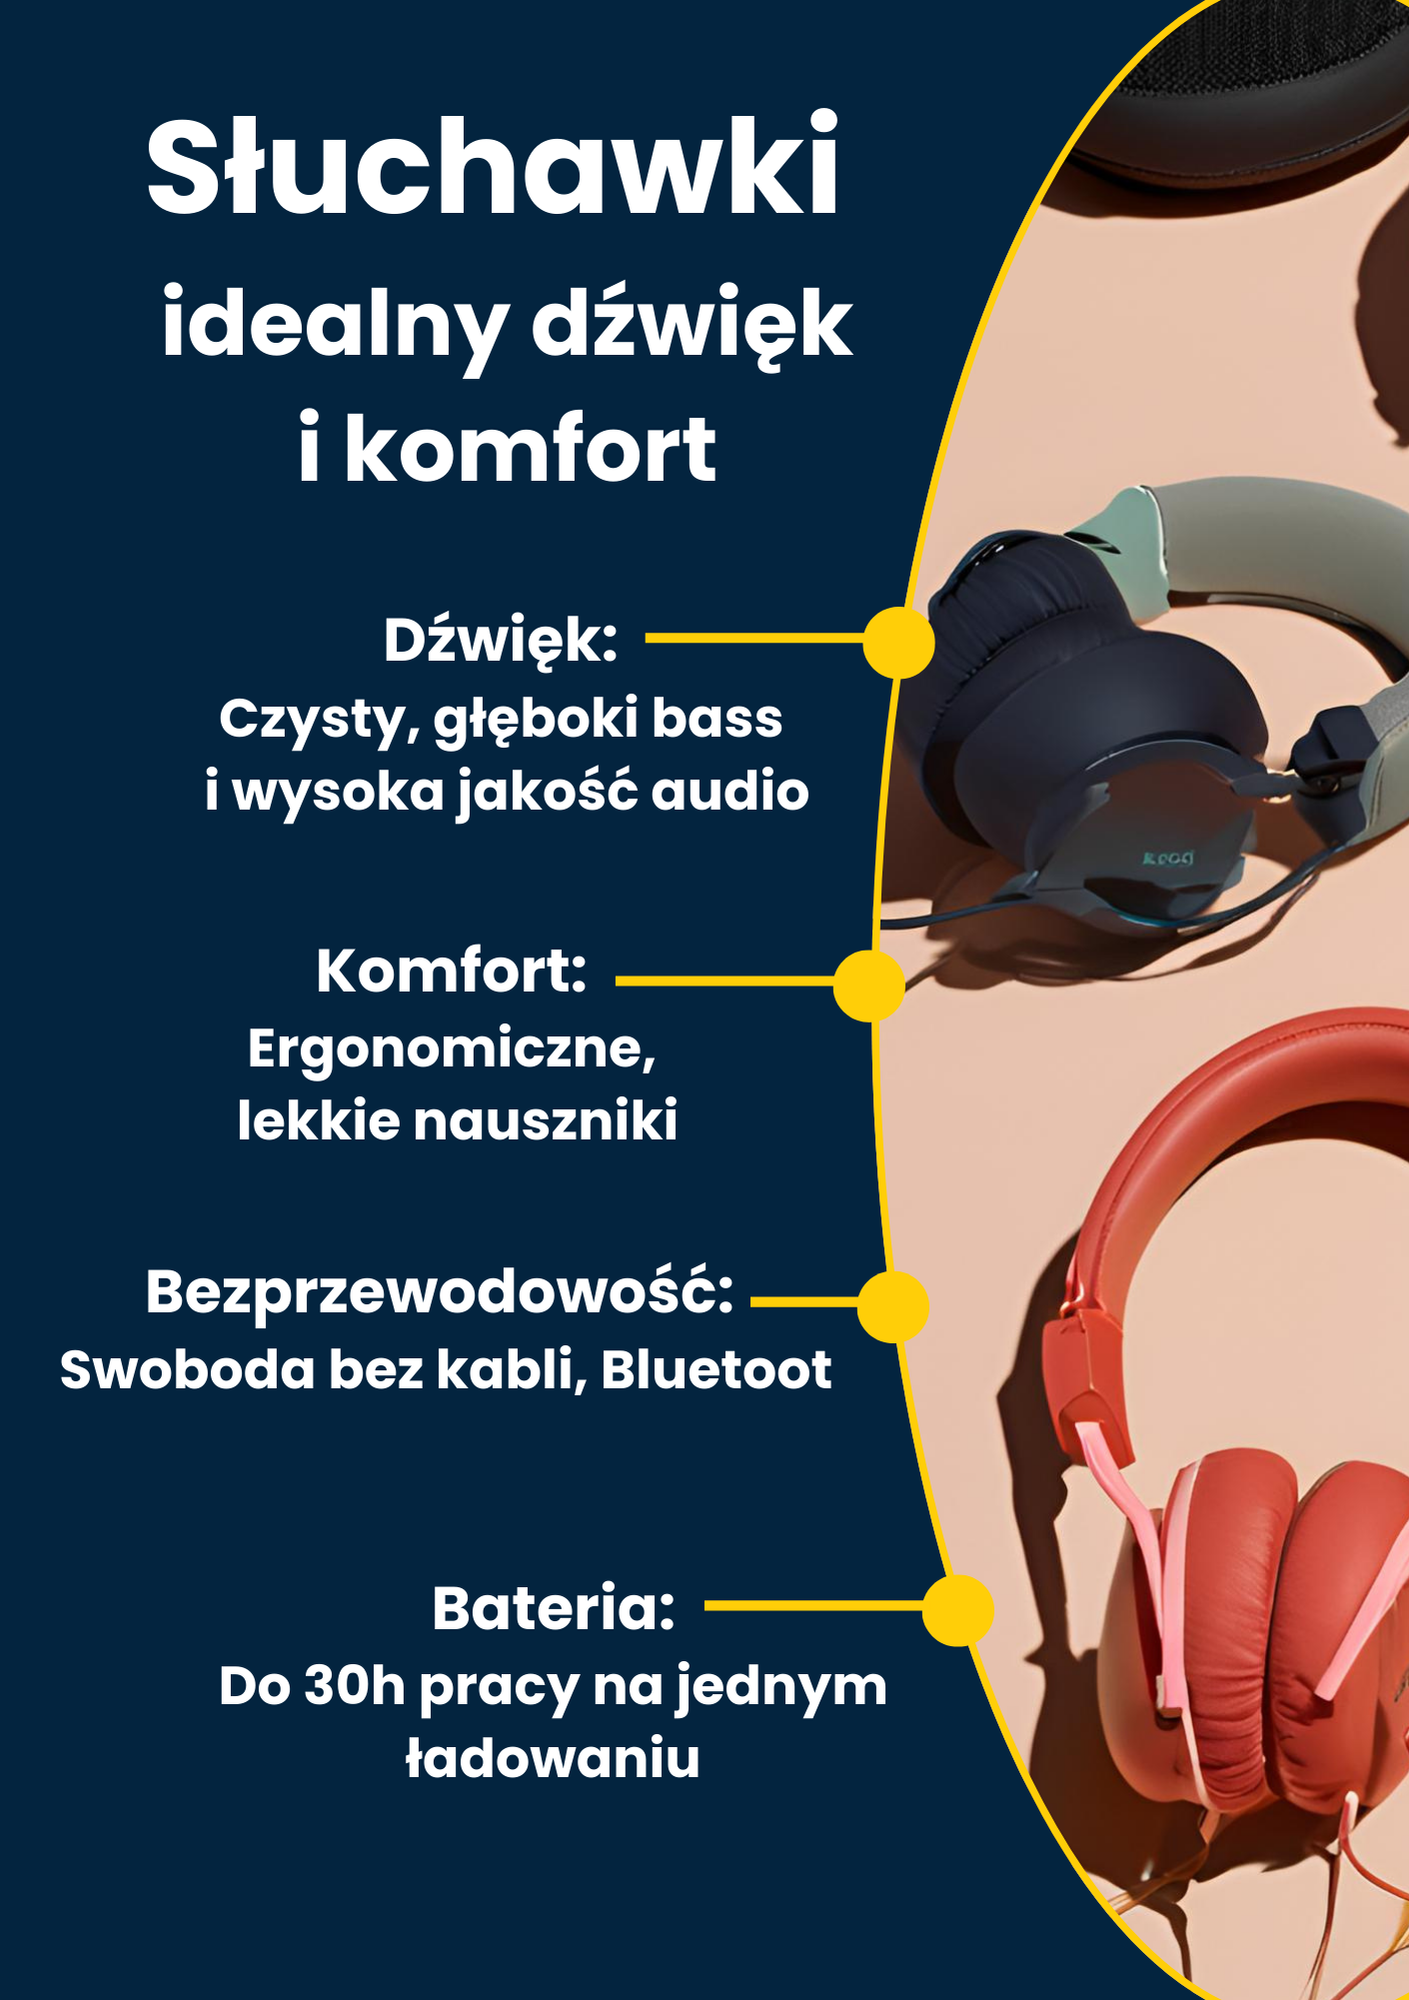 Słuchawki
idealny dźwięk
i komfort
Dźwięk:
Czysty, głęboki bass
i wysoka jakość audio
Komfort:
Ergonomiczne,
lekkie nauszniki
Bezprzewodowość:
Swoboda bez kabli, Bluetoot
Bateria:
Do 30h pracy na jednym
ładowaniu